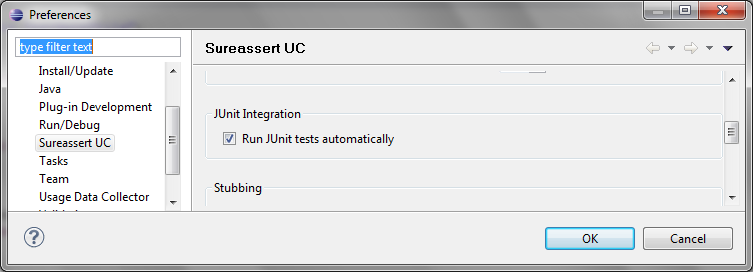 Preferences
type filter text
Install/Update
Java
Plug-in Development
Run/Debug
Sureassert UC
Tasks
Team
Usage Data Collector
Sureassert UC
JUnit Integration
Run JUnit tests automatically
Stubbing
OK
Cancel